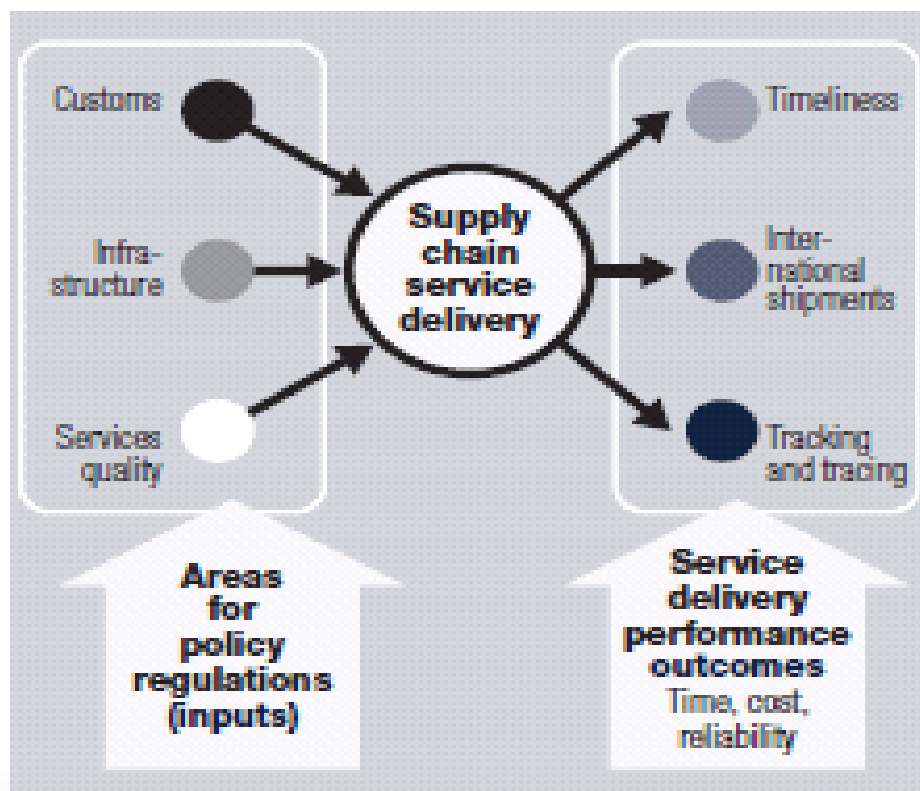 Customs
Infra-
structure
Services
quality
Supply
chain
service
delivery
Timeliness
Inter-
national
shipments
Tracking
and tracing
Areas
for
policy
regulations
(inputs)
Service
delivery
performance
outcomes
Time, cost,
reliability